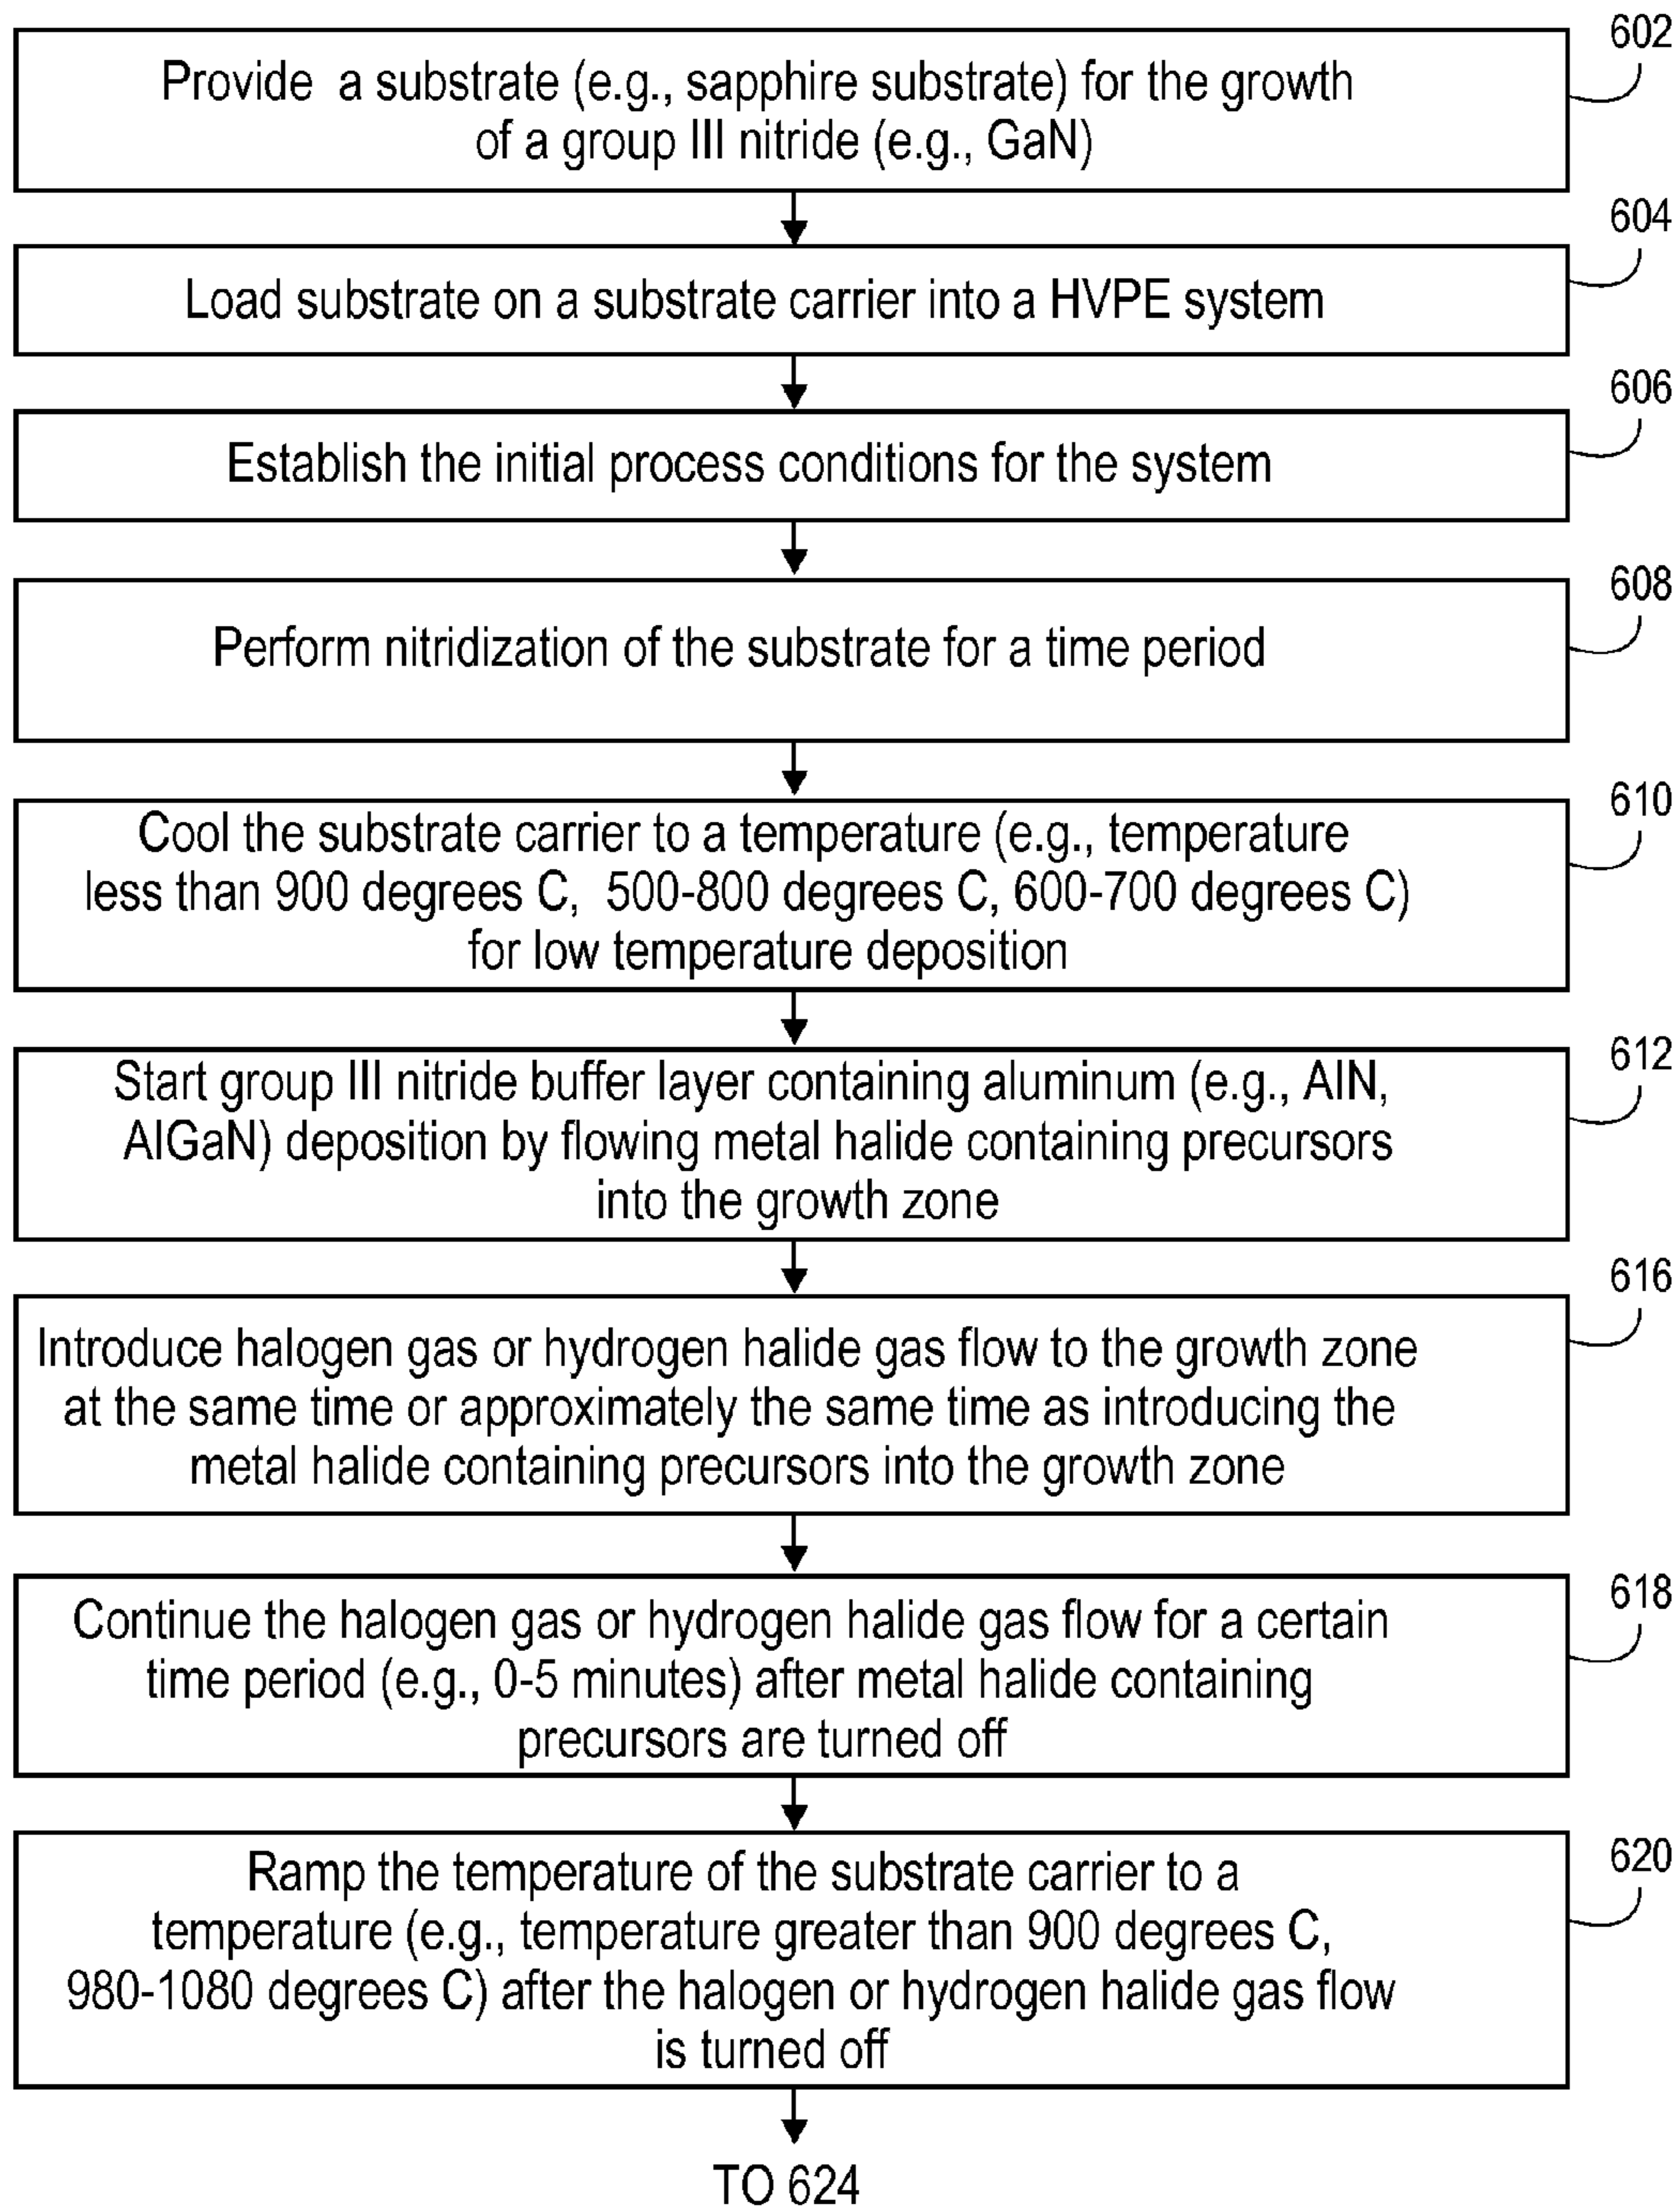 602
Provide a substrate (e.g., sapphire substrate) for the growth
of a group III nitride (e.g., GaN)
604
Load substrate on a substrate carrier into a HVPE system
606
Establish the initial process conditions for the system
608
Perform nitridization of the substrate for a time period
610
Cool the substrate carrier to a temperature (e.g., temperature
less than 900 degrees C, 500-800 degrees C, 600-700 degrees C)
for low temperature deposition
612
Start group III nitride buffer layer containing aluminum (e.g., AlN,
AlGaN) deposition by flowing metal halide containing precursors
into the growth zone
616
Introduce halogen gas or hydrogen halide gas flow to the growth zone
at the same time or approximately the same time as introducing the
metal halide containing precursors into the growth zone
618
Continue the halogen gas or hydrogen halide gas flow for a certain
time period (e.g., 0-5 minutes) after metal halide containing
precursors are turned off
620
Ramp the temperature of the substrate carrier to a
temperature (e.g., temperature greater than 900 degrees C,
980-1080 degrees C) after the halogen or hydrogen halide gas flow
is turned off
TO 624